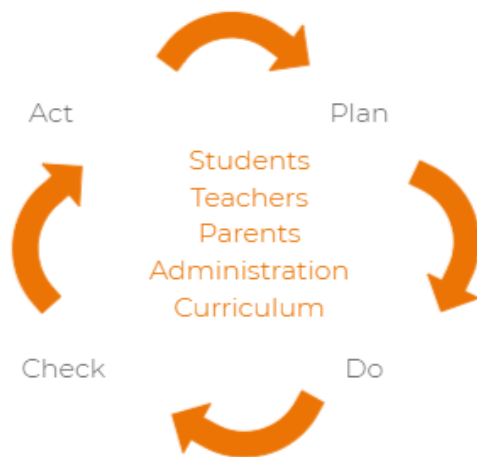 Act
Plan
Students
Teachers
Parents
Administration
Curriculum
Check
Do